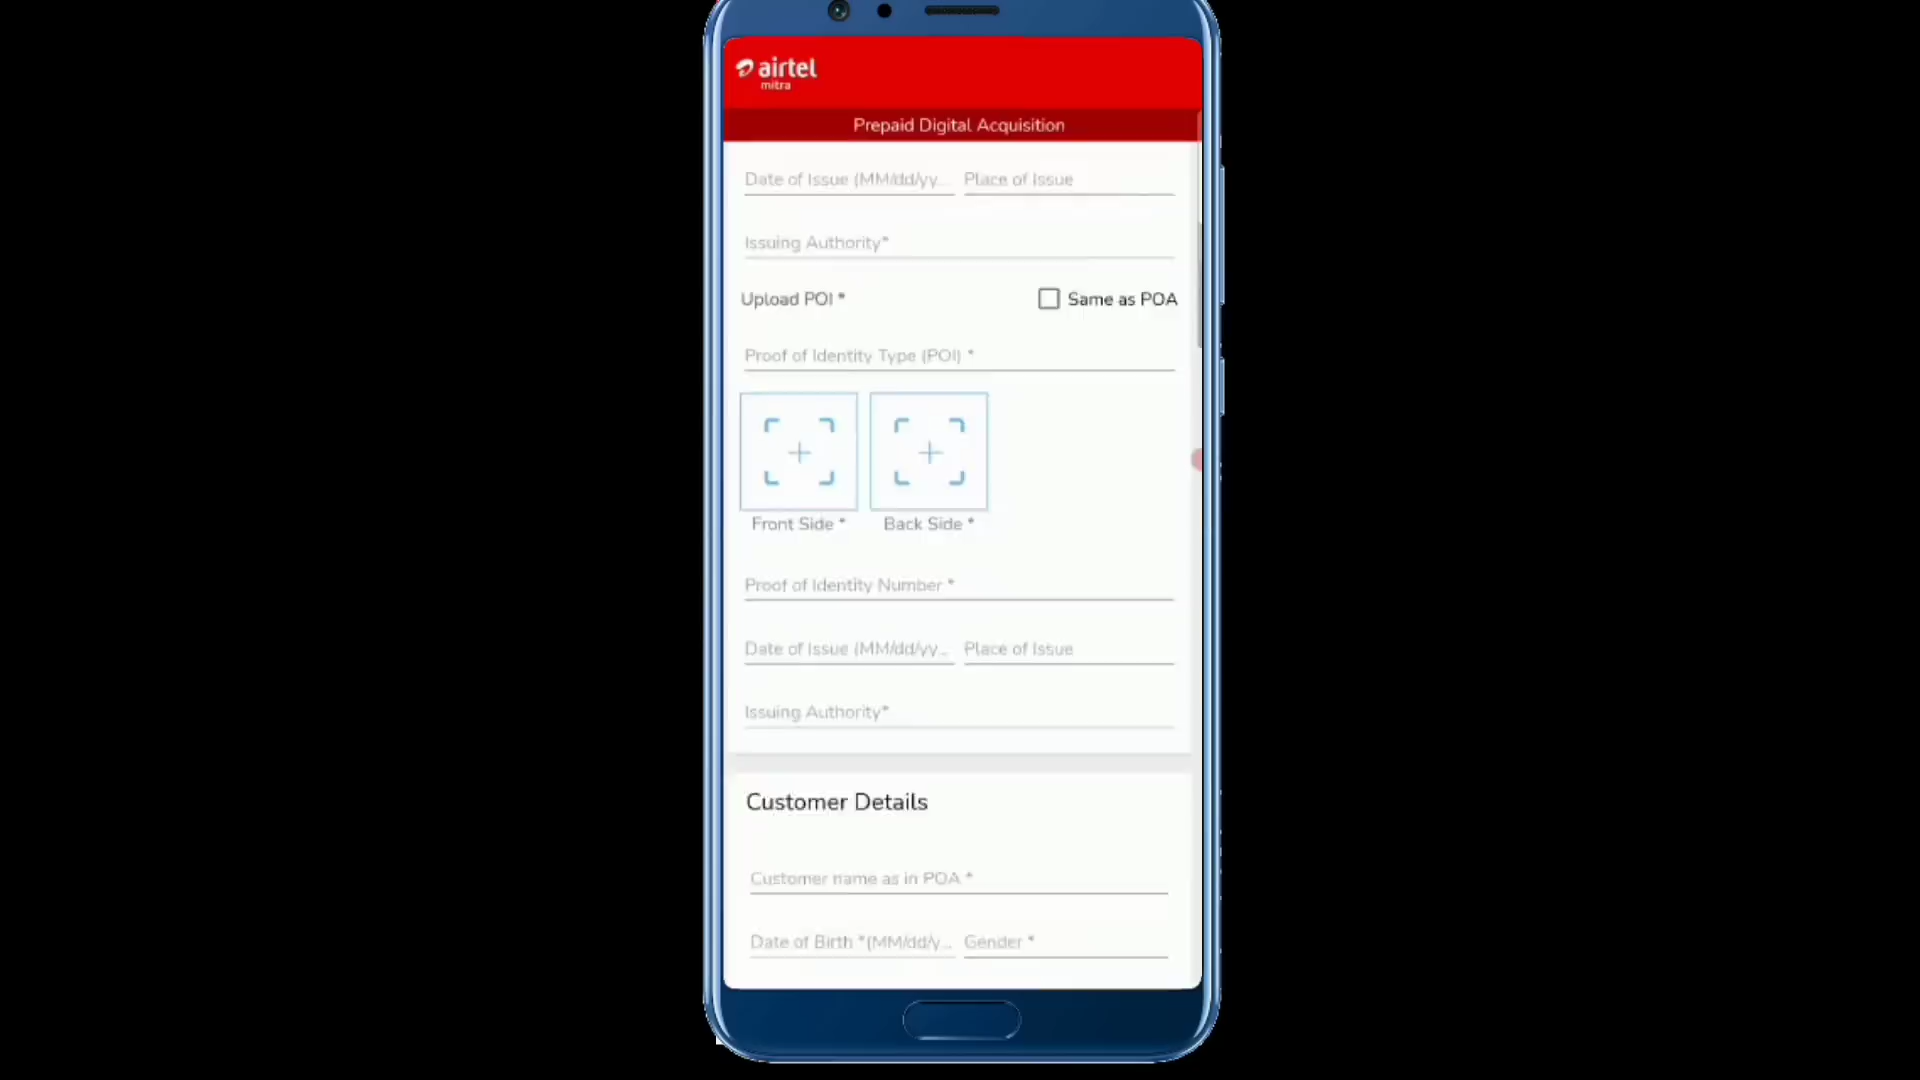 airtel
mitra
Prepaid Digital Acquisition
Date of Issue (MM/dd/yy... Place of Issue
Issuing Authority*
Upload POI * Same as POA
Proof of Identity Type (POI) *
Front Side * Back Side *
Proof of Identity Number *
Date of Issue (MM/dd/yy... Place of Issue
Issuing Authority*
Customer Details
Customer name as in POA *
Date of Birth *(MM/dd/y... Gender *